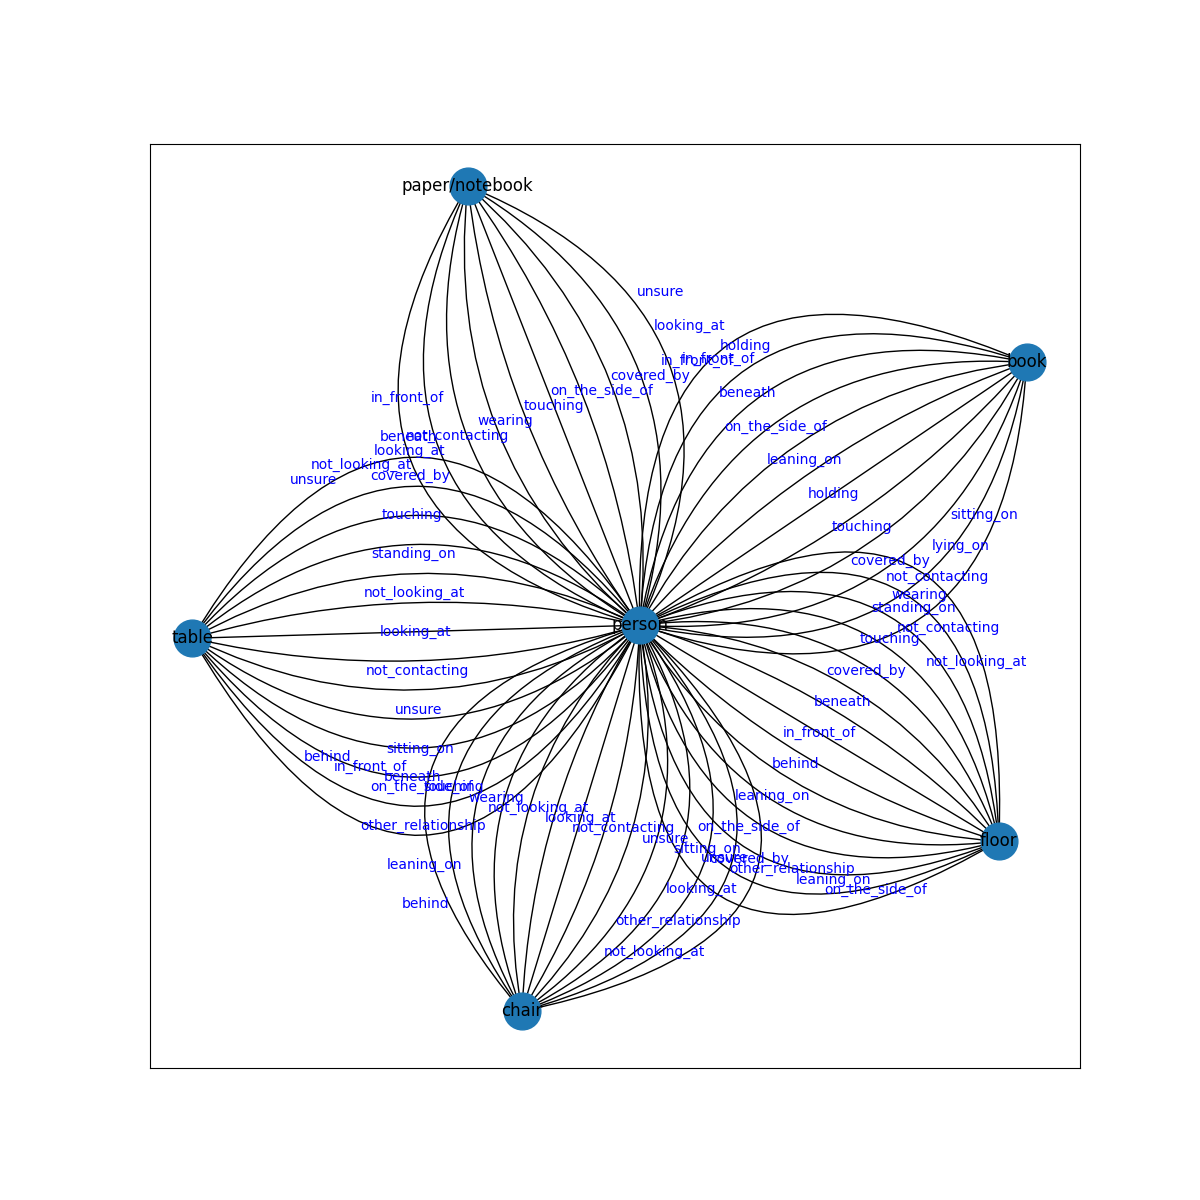 paper/notebook
unsure
looking_at
holding
in_front_of
in_front_of
book
covered_by
on_the_side_of
beneath
in_front_of
touching
wearing
on_the_side_of
beneath
not_contacting
looking_at
leaning_on
not_looking_at
covered_by
unsure
holding
touching
sitting_on
touching
lying_on
standing_on
covered_by
not_contacting
not_looking_at
wearing
standing_on
person
not_contacting
looking_at
table
touching
not_looking_at
not_contacting
covered_by
beneath
unsure
in_front_of
sitting_on
behind
behind
in_front_of
beneath
on_the_side_of
touching
leaning_on
wearing
not_looking_at
looking_at
other_relationship
not_contacting
on_the_side_of
unsure
floor
sitting_on
unsure
covered_by
leaning_on
other_relationship
leaning_on
looking_at
on_the_side_of
behind
other_relationship
not_looking_at
chair